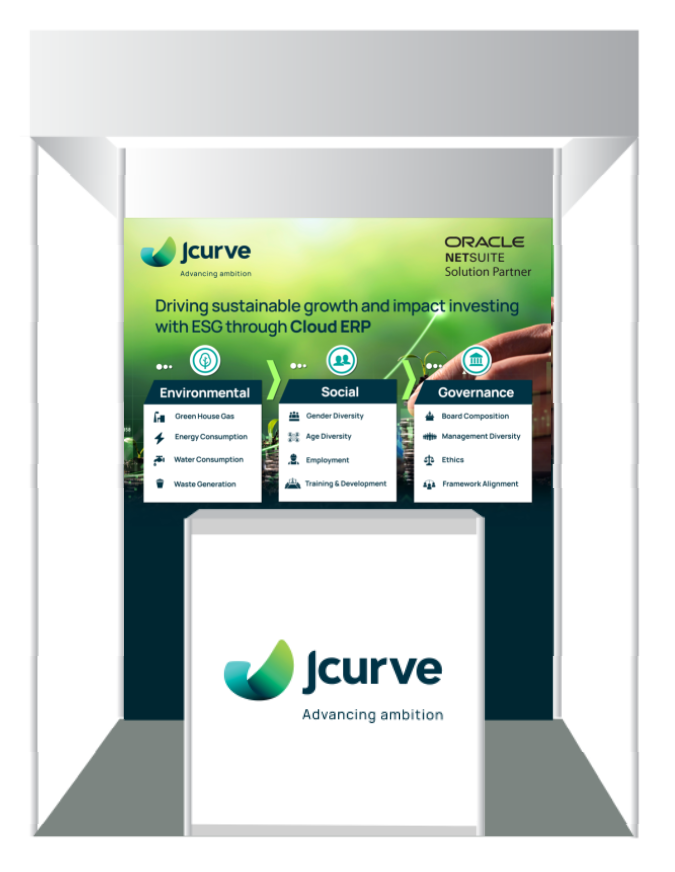 Jcurve
Advancing ambition
ORACLE
NETSUITE
Solution Partner
Driving sustainable growth and impact investing
with ESG through Cloud ERP
Environmental
Green House Gas
Energy Consumption
Water Consumption
Waste Generation
Social
Gender Diversity
Age Diversity
Employment
Training & Development
Governance
Board Composition
Management Diversity
Ethics
Framework Alignment
Jcurve
Advancing ambition